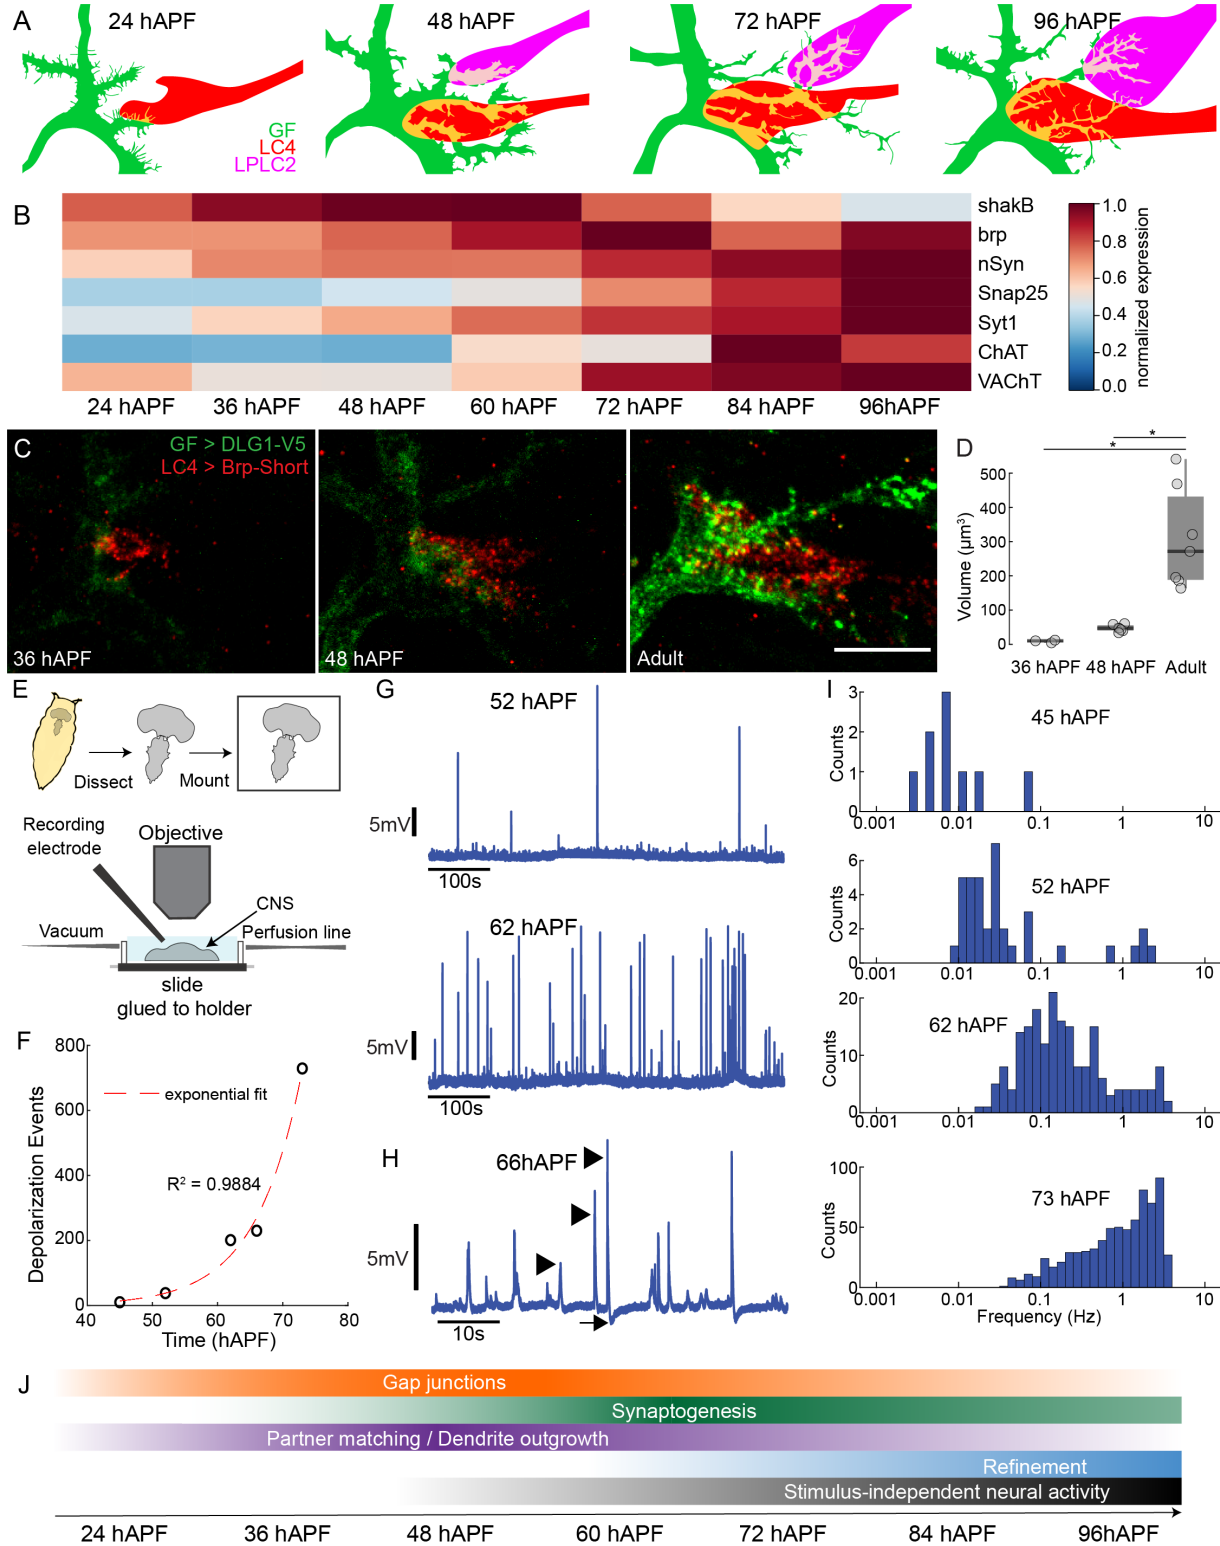 A
24 hAPF
48 hAPF
72 hAPF
96 hAPF
GF
LC4
LPLC2
B
shakB
brp
nSyn
Snap25
Syt1
ChAT
VAChT
24 hAPF
36 hAPF
48 hAPF
60 hAPF
72 hAPF
84 hAPF
96hAPF
1.0
0.8
0.6
0.4
0.2
0.0
normalized expression
C
GF > DLG1-V5
LC4 > Brp-Short
36 hAPF
48 hAPF
Adult
D
*
*
500
400
300
200
100
0
Volume (µm³)
36 hAPF
48 hAPF
Adult
E
Dissect
Mount
Recording
electrode
Objective
CNS
Vacuum
Perfusion line
slide
glued to holder
F
800
600
400
200
0
Depolarization Events
exponential fit
R² = 0.9884
40
50
60
70
80
Time (hAPF)
G
52 hAPF
5mV
100s
62 hAPF
5mV
100s
H
66hAPF
5mV
10s
I
45 hAPF
3
2
1
0
Counts
0.001
0.01
0.1
1
10
52 hAPF
6
4
2
0
Counts
0.001
0.01
0.1
1
10
62 hAPF
20
10
0
Counts
0.001
0.01
0.1
1
10
73 hAPF
100
50
0
Counts
0.001
0.01
0.1
1
10
Frequency (Hz)
J
Gap junctions
Synaptogenesis
Partner matching / Dendrite outgrowth
Refinement
Stimulus-independent neural activity
24 hAPF
36 hAPF
48 hAPF
60 hAPF
72 hAPF
84 hAPF
96hAPF